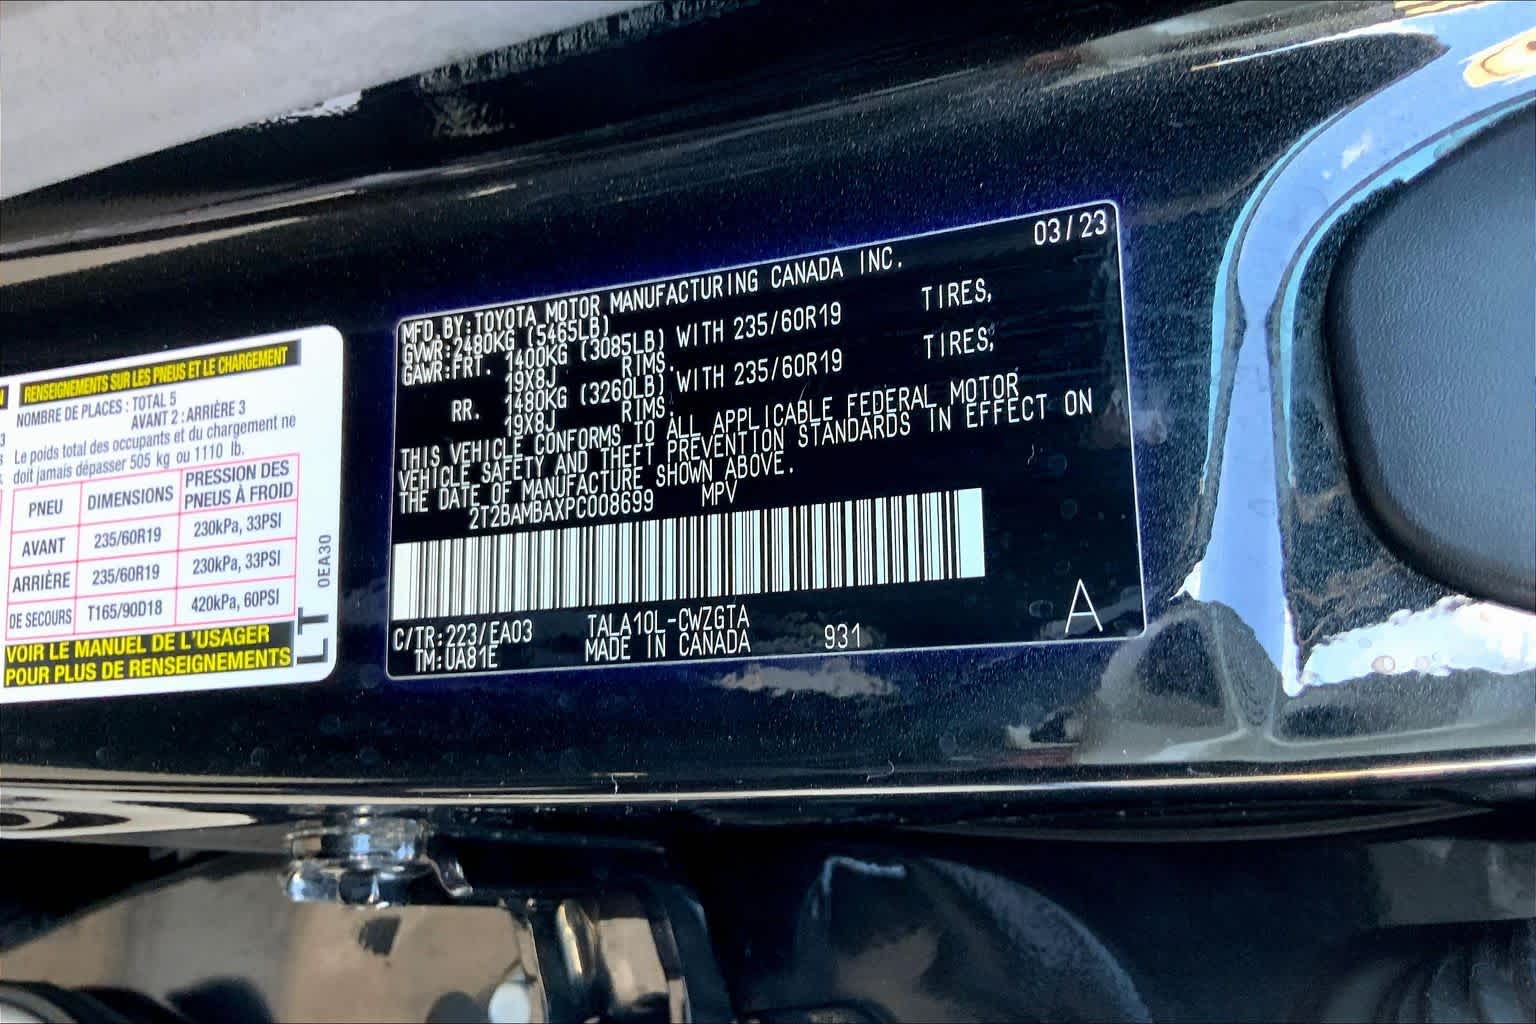 RENSEIGNEMENTS SUR LES PNEUS ET LE CHARGEMENT
NOMBRE DE PLACES : TOTAL 5
AVANT 2 : ARRIÈRE 3
Le poids total des occupants et du chargement ne
doit jamais dépasser 505 kg ou 1110 lb.
PNEU DIMENSIONS PRESSION DES PNEUS À FROID
AVANT 235/60R19 230kPa, 33PSI
ARRIÈRE 235/60R19 230kPa, 33PSI
DE SECOURS T165/90D18 420kPa, 60PSI
VOIR LE MANUEL DE L'USAGER
POUR PLUS DE RENSEIGNEMENTS
0EA30
LT
03/23
MFD.BY:TOYOTA MOTOR MANUFACTURING CANADA INC.
GVWR:2480KG (5465LB)
GAWR:FRT. 1400KG (3085LB) WITH 235/60R19 TIRES,
19X8J RIMS.
RR. 1480KG (3260LB) WITH 235/60R19 TIRES;
19X8J RIMS.
THIS VEHICLE CONFORMS TO ALL APPLICABLE FEDERAL MOTOR
VEHICLE SAFETY AND THEFT PREVENTION STANDARDS IN EFFECT ON
THE DATE OF MANUFACTURE SHOWN ABOVE.
2T2BAMBAXPC008699 MPV
C/TR:223/EA03 TALA10L-CWZGTA
TM:UA81E MADE IN CANADA 931
A